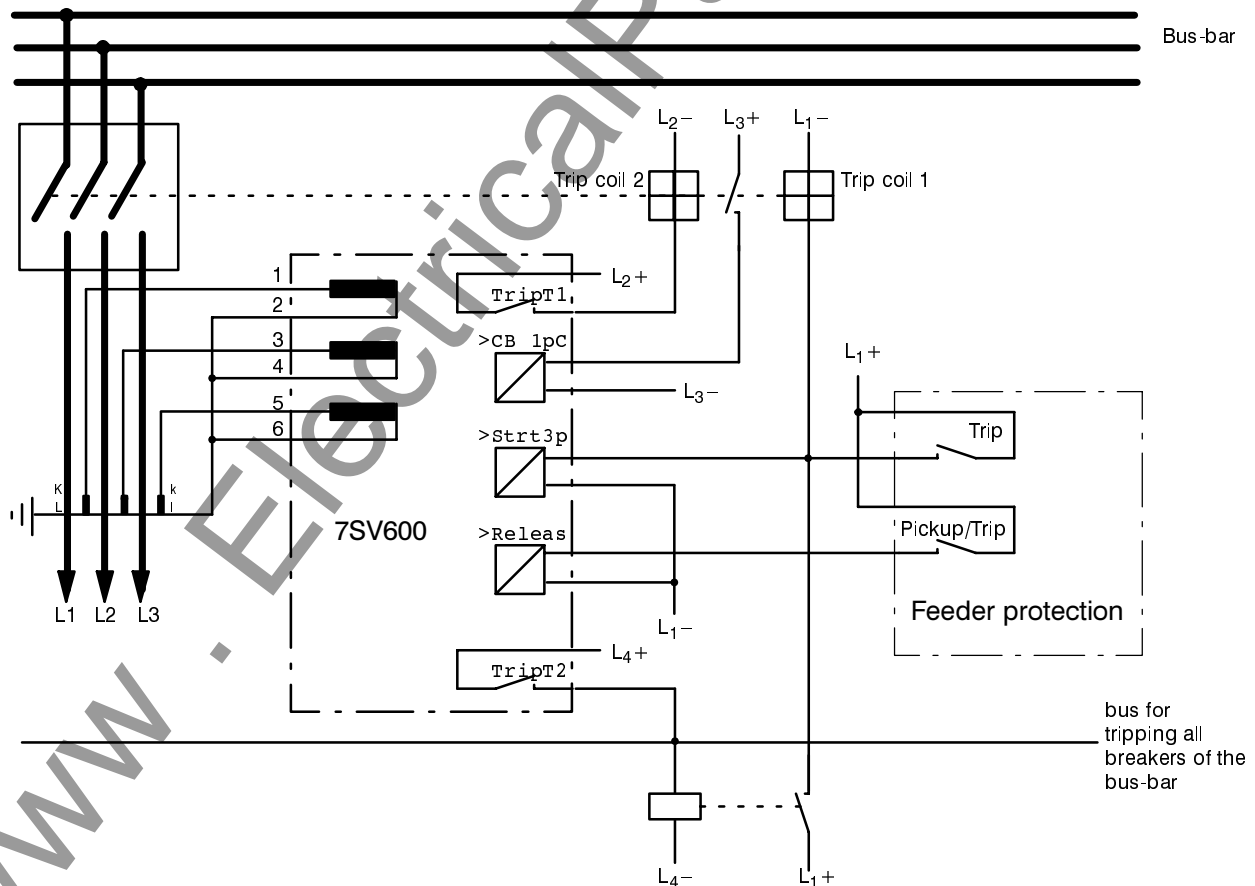 Bus-bar
L2− L3+ L1−
Trip coil 2
Trip coil 1
1
2
3
4
5
6
TripT1
L2+
>CB 1pC
L3−
>Strt3p
>Releas
L1−
7SV600
L1+
Trip
Pickup/Trip
Feeder protection
K
L
k
l
L1 L2 L3
TripT2
L4+
bus for
tripping all
breakers of the
bus-bar
L4−
L1+
www . ElectricalP